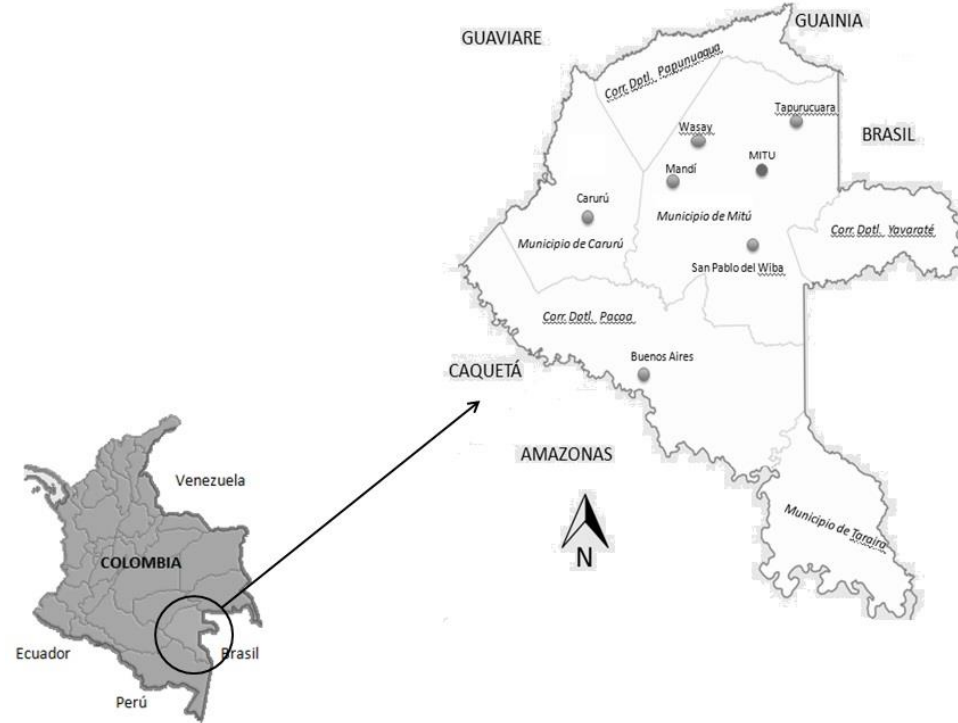 GUAINIA
GUAVIARE
Corr. Dptl. Papunuaqua
Tapurucuara
Wasay
BRASIL
MITU
Mandí
Carurú
Municipio de Mitú
Corr. Dptl. Yavaraté
Municipio de Carurú
San Pablo del Wiba
Corr. Dptl. Pacoa
Buenos Aires
CAQUETÁ
AMAZONAS
Municipio de Taraira
N
Venezuela
COLOMBIA
Ecuador
Brasil
Perú